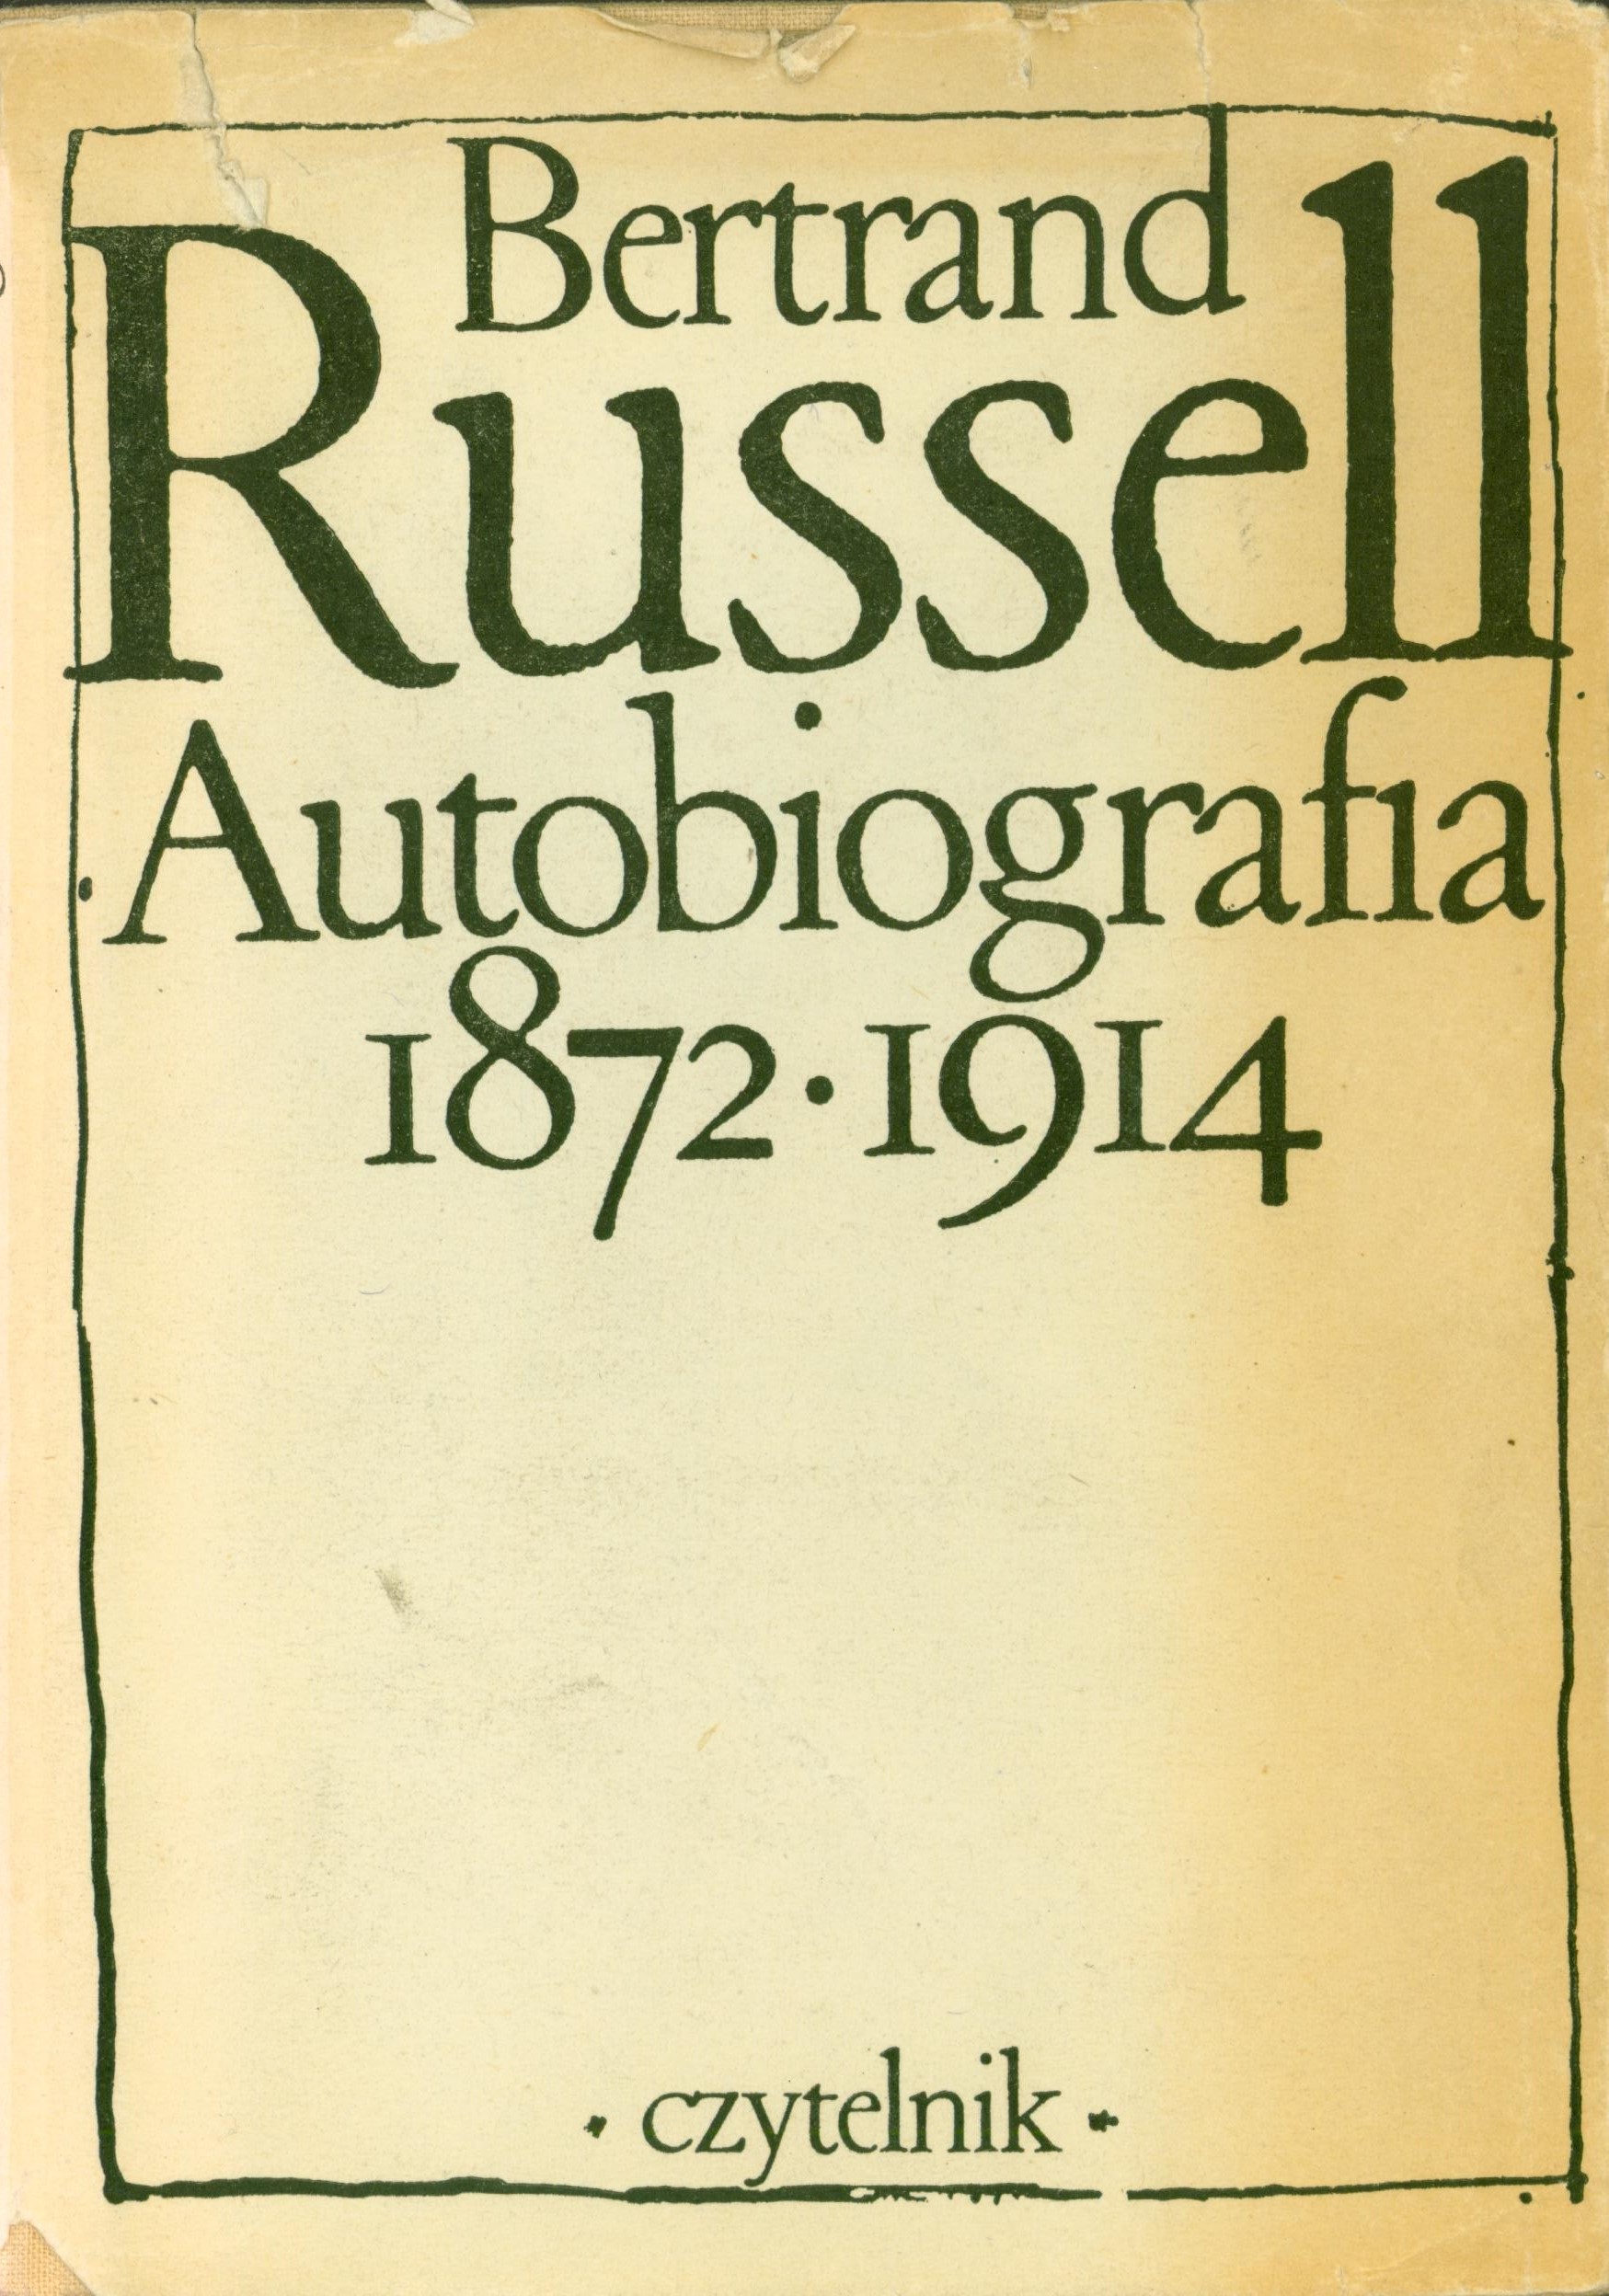 Bertrand
Russell
Autobiografia
1872·1914
· czytelnik ·